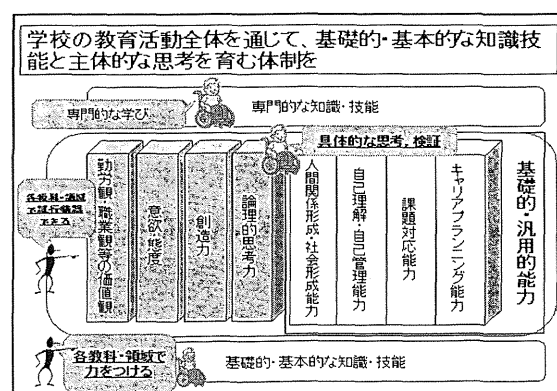 学校の教育活動全体を通じて、基礎的・基本的な知識技
能と主体的な思考を育む体制を
専門的な学び
専門的な知識・技能
具体的な思考、検証
各教科・領域
で
勤労観・職業観等の価値観
意欲・態度
創造力
論理的思考力
人間関係形成・社会形成能力
自己理解・自己管理能力
課題対応能力
キャリアプランニング能力
基礎的・汎用的能力
各教科・領域で
力をつける
基礎的・基本的な知識・技能